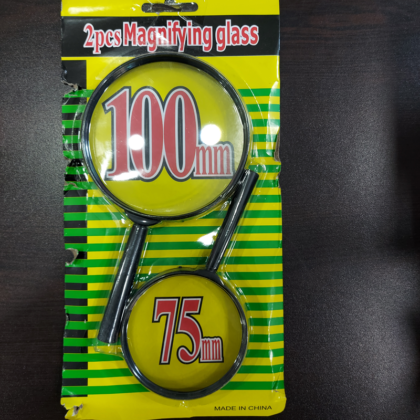 2pcs Magnifying glass
100mm
75mm
MADE IN CHINA